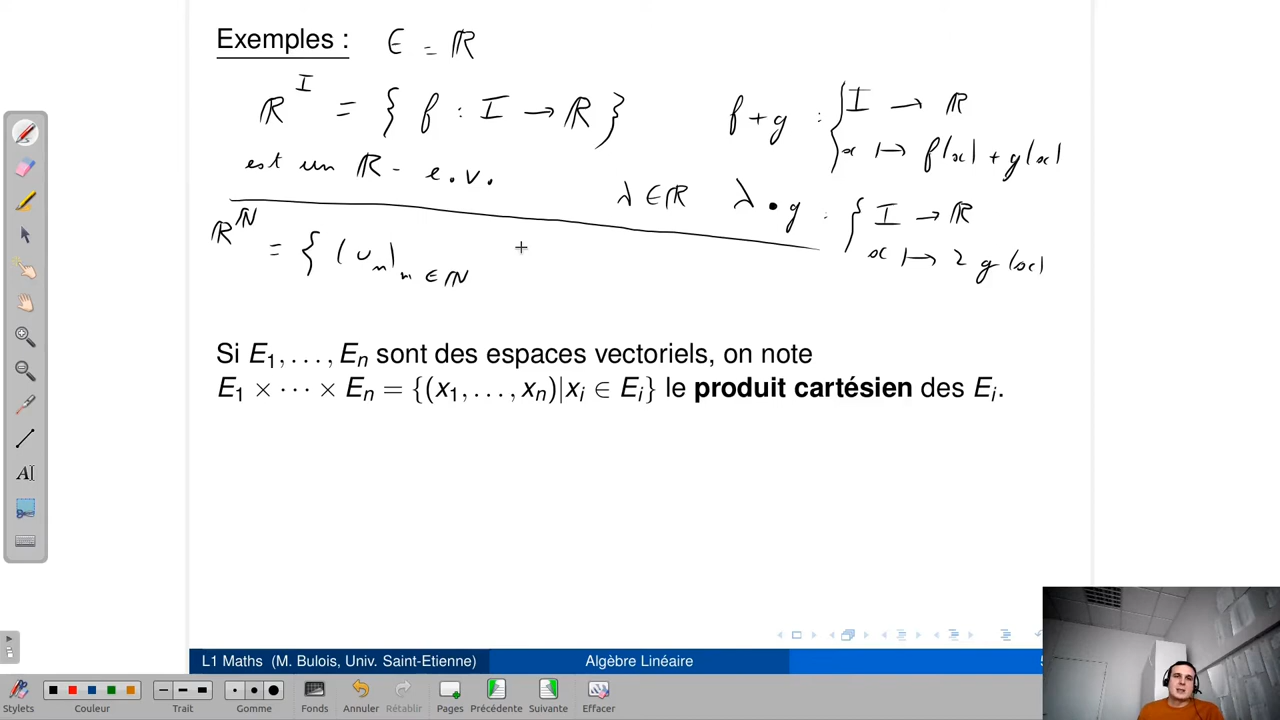 Exemples : E = ℝ
ℝ^I = { f : I → ℝ }
est un ℝ - e.v.
f + g : { I → ℝ
x ↦ f(x) + g(x)
λ ∈ ℝ λ • g : { I → ℝ
x ↦ λ g(x)
ℝ^ℕ = { (u_n)_n ∈ ℕ
Si E₁, . . . , Eₙ sont des espaces vectoriels, on note
E₁ × · · · × Eₙ = {(x₁, . . . , xₙ)|xᵢ ∈ Eᵢ} le produit cartésien des Eᵢ.
L1 Maths (M. Bulois, Univ. Saint-Etienne) Algèbre Linéaire
Stylets Couleur Trait Gomme Fonds Annuler Rétablir Pages Précédente Suivante Effacer